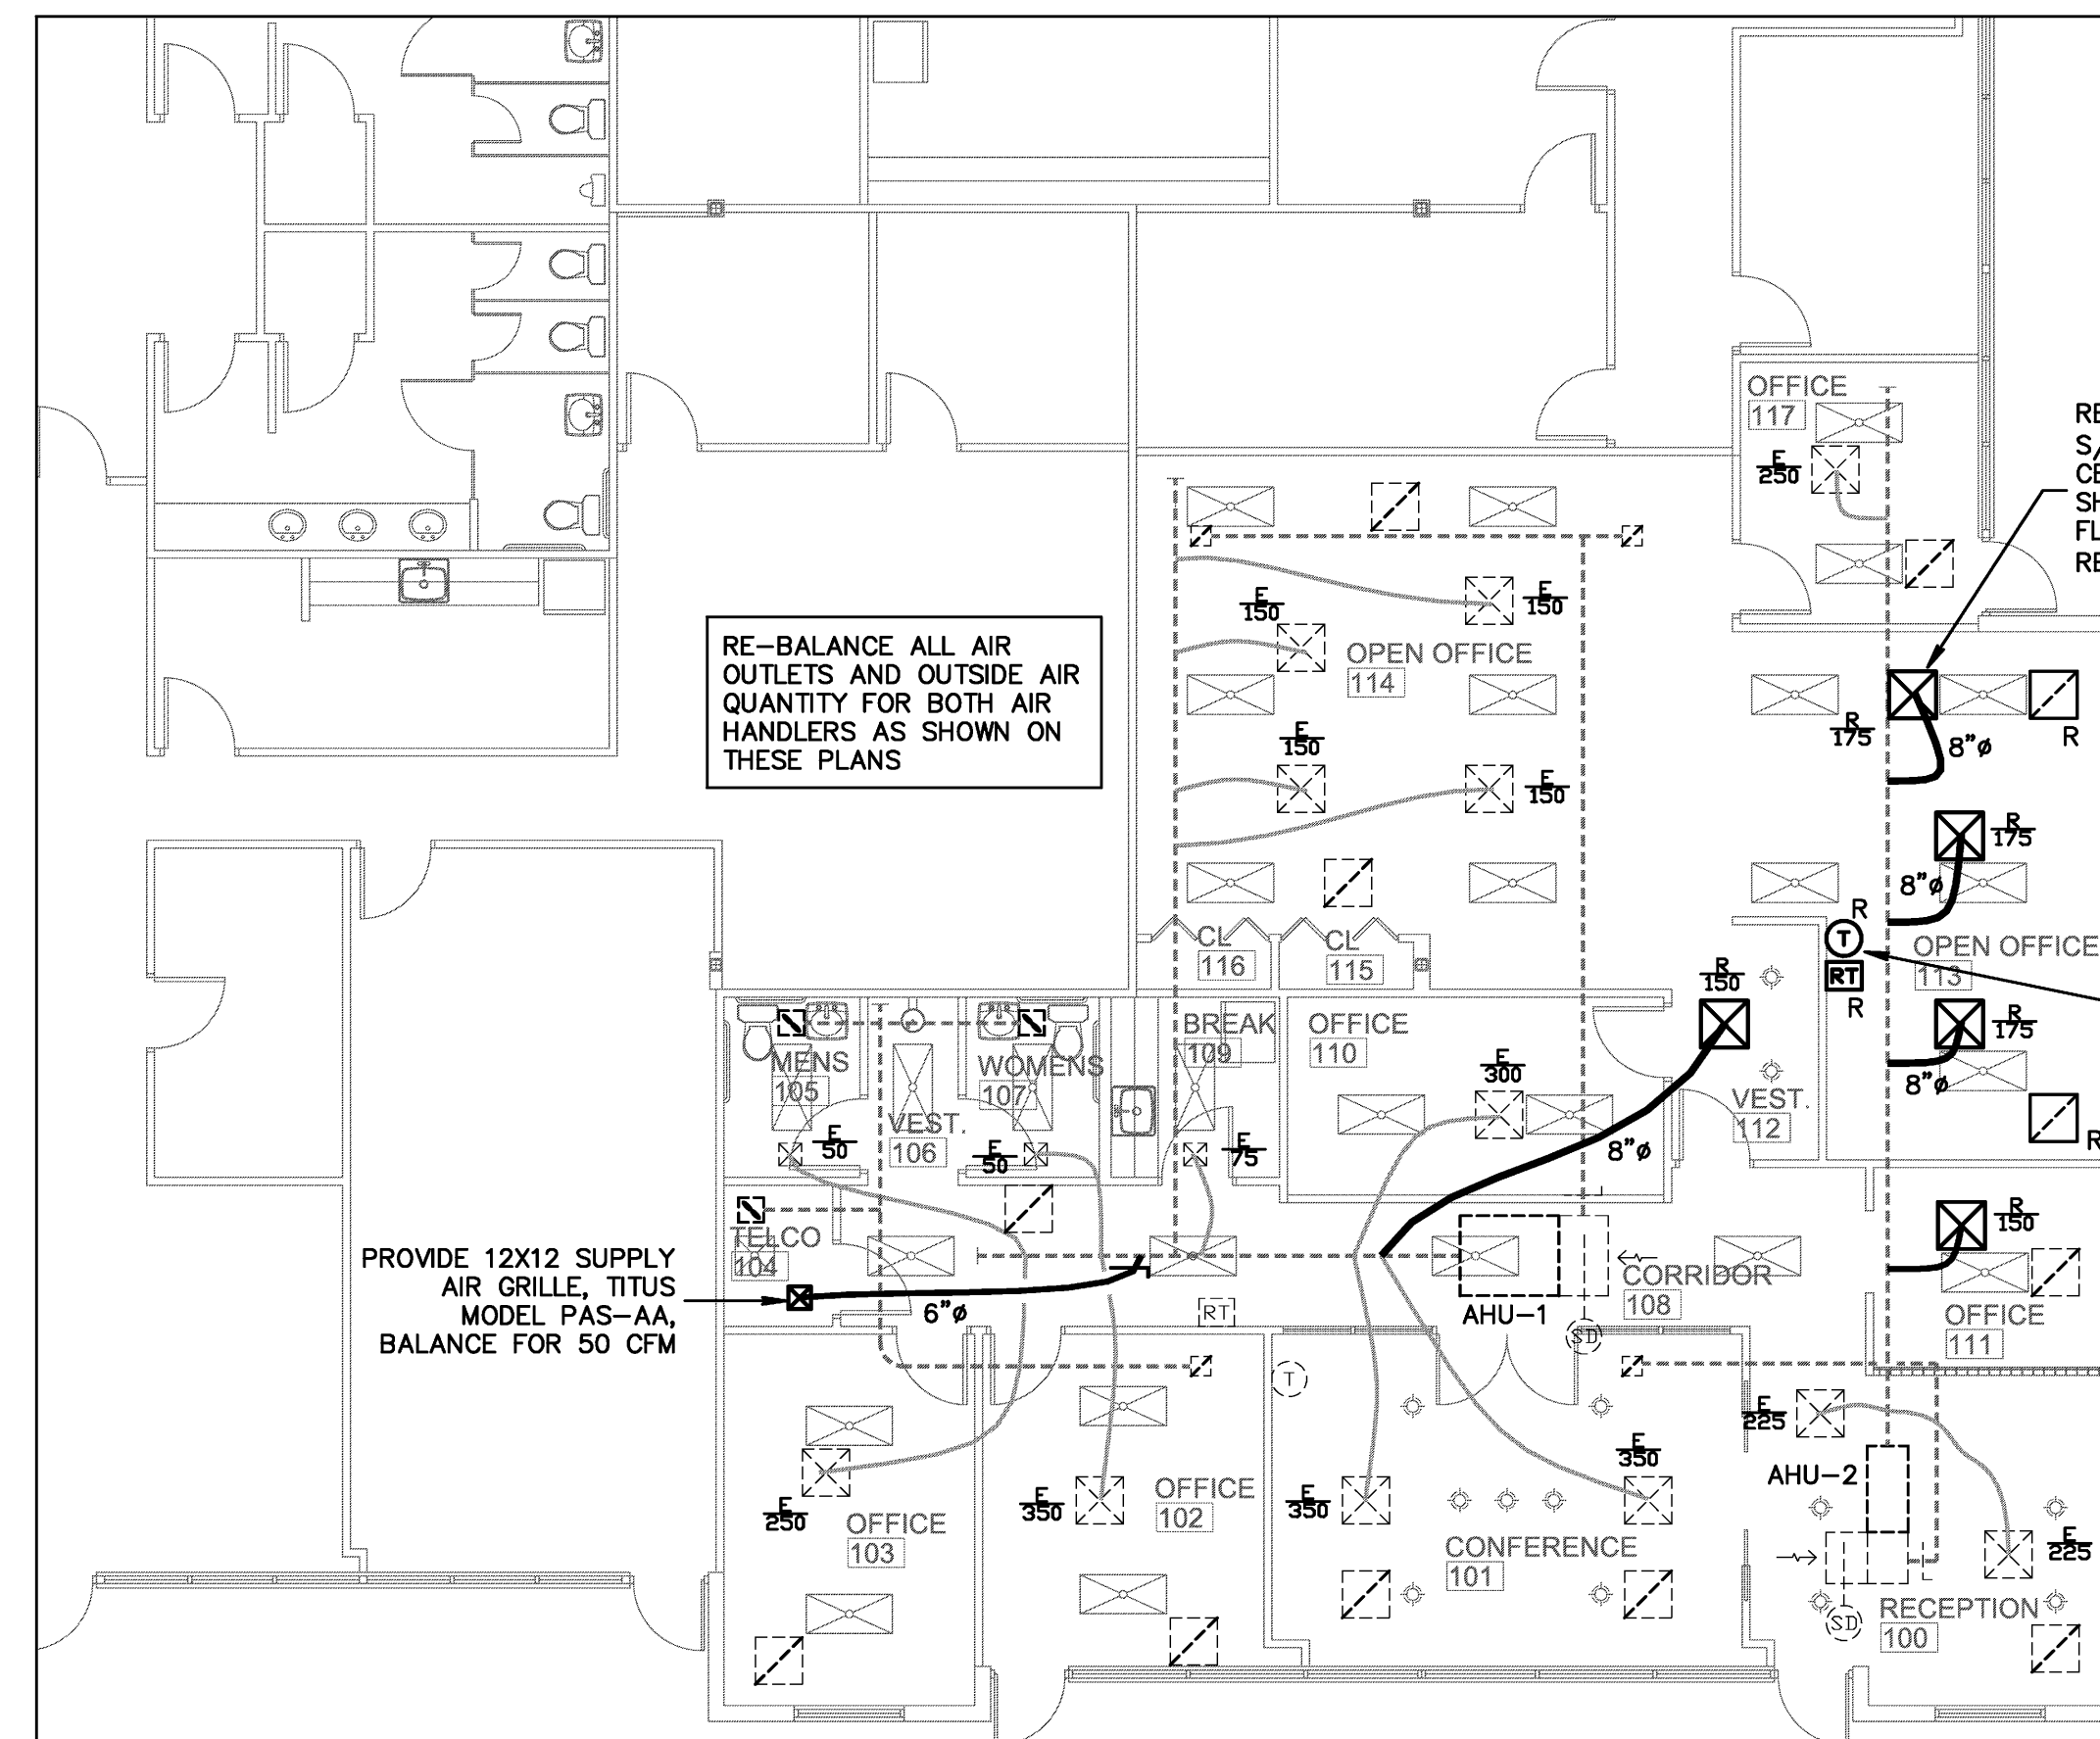 OFFICE
117
E
250
RE
S/
CE
SH
FL
RE
E
150
E
150
OPEN OFFICE
114
RE-BALANCE ALL AIR
OUTLETS AND OUTSIDE AIR
QUANTITY FOR BOTH AIR
HANDLERS AS SHOWN ON
THESE PLANS
R
175
8"ø
R
E
150
E
150
R
175
8"ø
R
T
RT
R
OPEN OFFICE
113
CL
116
CL
115
R
150
R
175
8"ø
MENS
105
WOMENS
107
BREAK
109
OFFICE
110
E
300
VEST.
106
VEST.
112
E
50
E
50
E
75
8"ø
R
R
150
TELCO
104
PROVIDE 12X12 SUPPLY
AIR GRILLE, TITUS
MODEL PAS-AA,
BALANCE FOR 50 CFM
6"ø
RT
AHU-1
CORRIDOR
108
SD
OFFICE
111
T
E
225
E
350
AHU-2
E
250
OFFICE
103
E
350
OFFICE
102
E
350
CONFERENCE
101
E
225
SD
RECEPTION
100